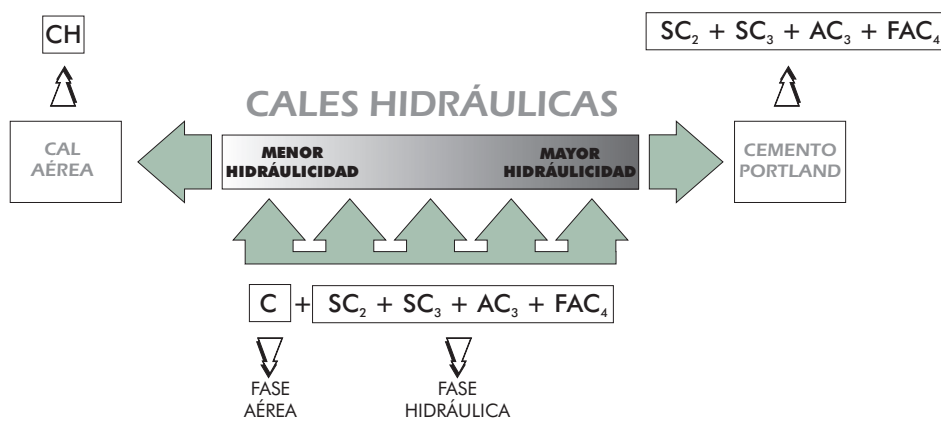 CH
SC₂ + SC₃ + AC₃ + FAC₄
CALES HIDRÁULICAS
CAL
AÉREA
MENOR
HIDRÁULICIDAD
MAYOR
HIDRÁULICIDAD
CEMENTO
PORTLAND
C + SC₂ + SC₃ + AC₃ + FAC₄
FASE
AÉREA
FASE
HIDRÁULICA